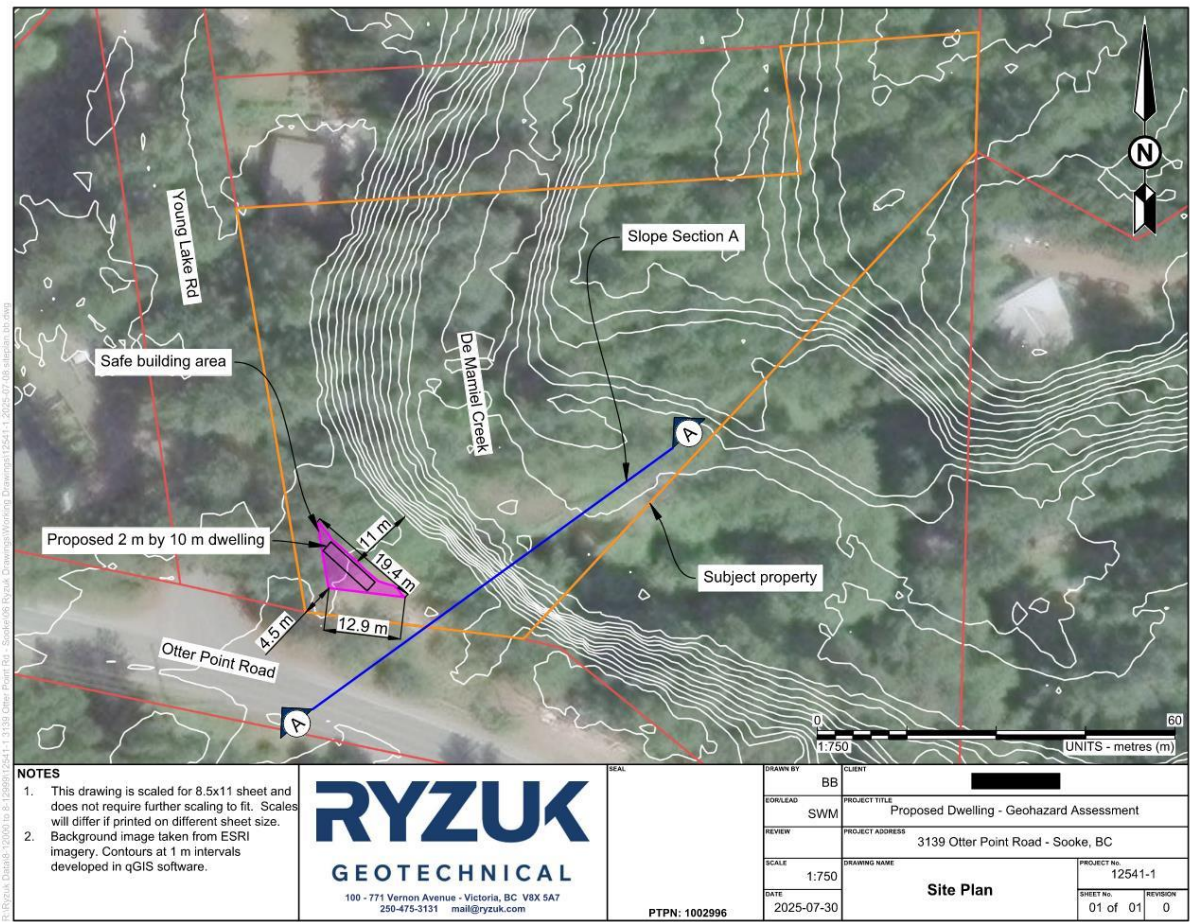 N
Slope Section A
Young Lake Rd
Safe building area
De Mamiel Creek
A
11 m
Proposed 2 m by 10 m dwelling
19.4 m
Subject property
4.5 m
12.9 m
Otter Point Road
A
0
60
1:750
UNITS - metres (m)
NOTES
1. This drawing is scaled for 8.5x11 sheet and
does not require further scaling to fit. Scales
will differ if printed on different sheet size.
2. Background image taken from ESRI
imagery. Contours at 1 m intervals
developed in qGIS software.
RYZUK
GEOTECHNICAL
100 - 771 Vernon Avenue - Victoria, BC V8X 5A7
250-475-3131 mail@ryzuk.com
SEAL
PTPN: 1002996
DRAWN BY
BB
CLIENT
EOR/LEAD
SWM
PROJECT TITLE
Proposed Dwelling - Geohazard Assessment
REVIEW
PROJECT ADDRESS
3139 Otter Point Road - Sooke, BC
SCALE
1:750
DRAWING NAME
Site Plan
PROJECT No.
12541-1
DATE
2025-07-30
SHEET No.
01 of 01
REVISION
0